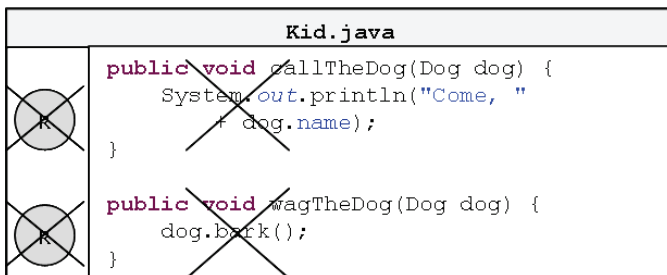 Kid.java
public void callTheDog(Dog dog) {
System.out.println("Come, "
+ dog.name);
}
R
public void wagTheDog(Dog dog) {
dog.bark();
}
R